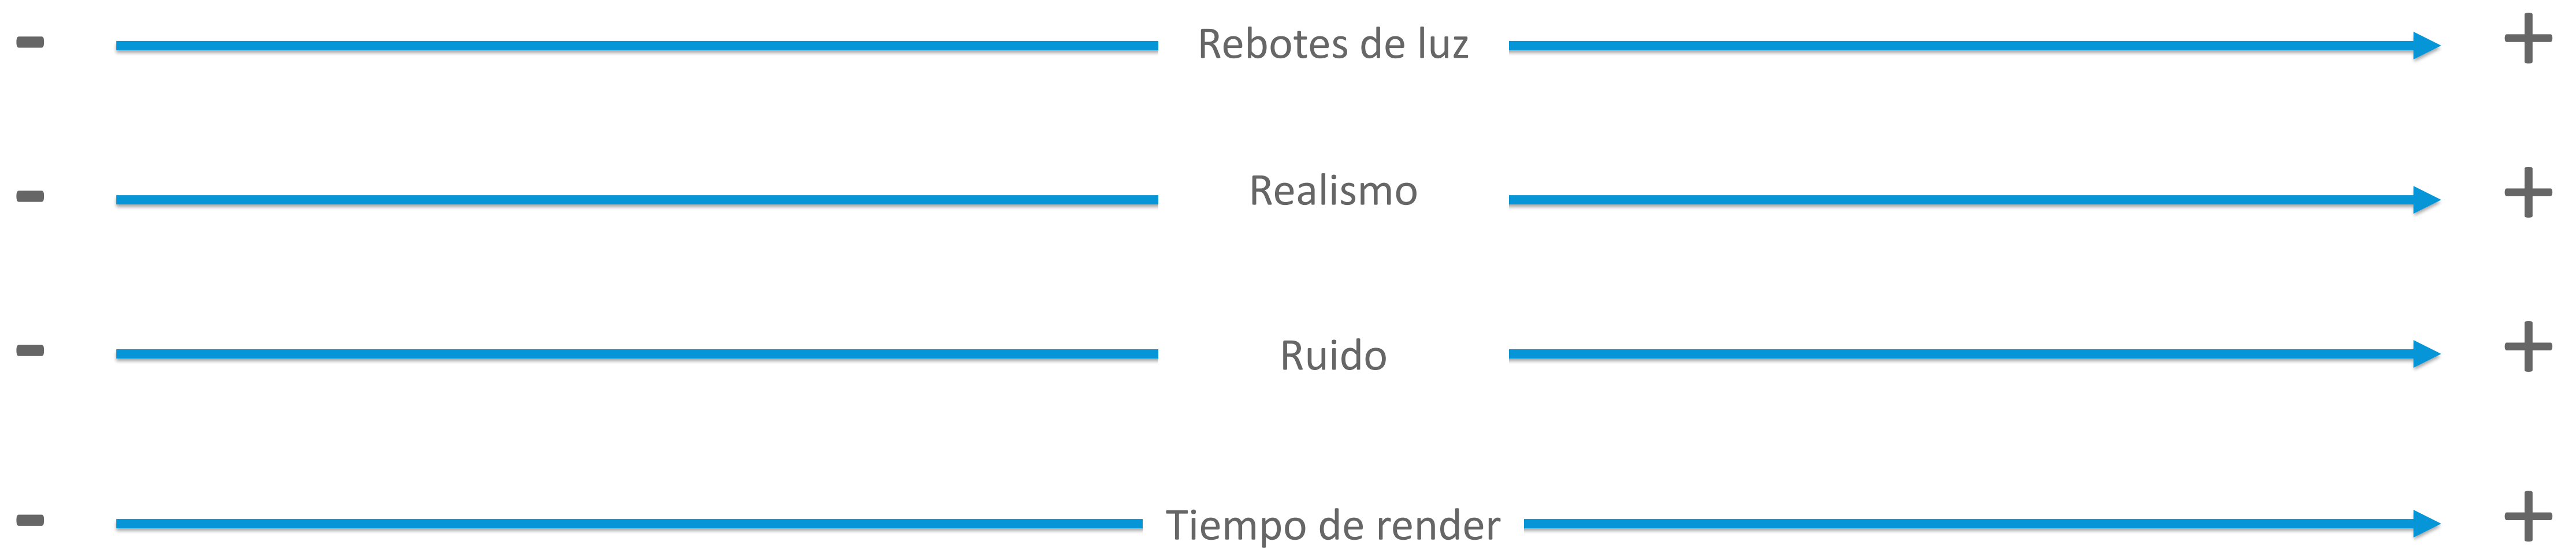 - Rebotes de luz +
- Realismo +
- Ruido +
- Tiempo de render +